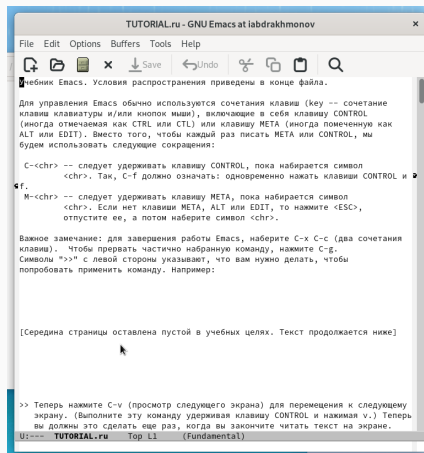 TUTORIAL.ru - GNU Emacs at iabdrakhmonov
File Edit Options Buffers Tools Help
Save Undo
Учебник Emacs. Условия распространения приведены в конце файла.
Для управления Emacs обычно используются сочетания клавиш (key -- сочетание
клавиш клавиатуры и/или кнопок мыши), включающие в себя клавишу CONTROL
(иногда отмечаемая как CTRL или CTL) или клавишу META (иногда помеченную как
ALT или EDIT). Вместо того, чтобы каждый раз писать META или CONTROL, мы
будем использовать следующие сокращения:
C-<chr> -- следует удерживать клавишу CONTROL, пока набирается символ
<chr>. Так, C-f должно означать: одновременно нажать клавиши CONTROL и
f.
M-<chr> -- следует удерживать клавишу META, пока набирается символ
<chr>. Если нет клавиши META, ALT или EDIT, то нажмите <ESC>,
отпустите ее, а потом наберите символ <chr>.
Важное замечание: для завершения работы Emacs, наберите C-x C-c (два сочетания
клавиш). Чтобы прервать частично набранную команду, нажмите C-g.
Символы ">>" с левой стороны указывают, что вам нужно делать, чтобы
попробовать применить команду. Например:
[Середина страницы оставлена пустой в учебных целях. Текст продолжается ниже]
>> Теперь нажмите C-v (просмотр следующего экрана) для перемещения к следующему
экрану. (Выполните эту команду удерживая клавишу CONTROL и нажимая v.) Теперь
вы должны это сделать еще раз, когда вы закончите читать текст на экране.
U:--- TUTORIAL.ru Top L1 (Fundamental)